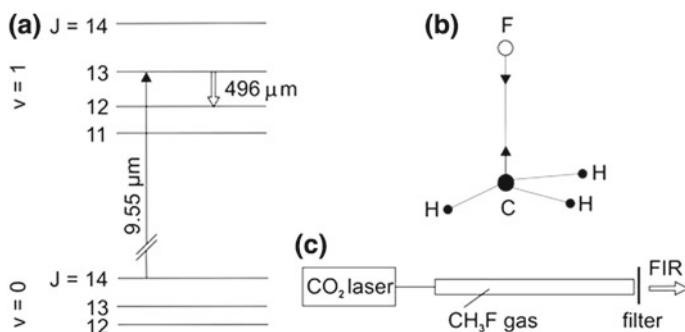 (a)
J = 14
13
12
11
v = 1
496 μm
9.55 μm
J = 14
13
12
v = 0
(b)
F
H
C
H
H
(c)
CO2 laser
CH3F gas
FIR
filter